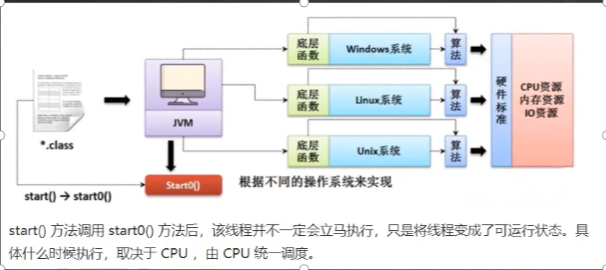 底层
函数
Windows系统
算
法
底层
函数
Linux系统
算
法
底层
函数
Unix系统
算
法
硬
件
标
准
CPU资源
内存资源
IO资源
JVM
*.class
start() → start0()
Start0()
根据不同的操作系统来实现
start() 方法调用 start0() 方法后，该线程并不一定会立马执行，只是将线程变成了可运行状态。具
体什么时候执行，取决于 CPU ，由 CPU 统一调度。